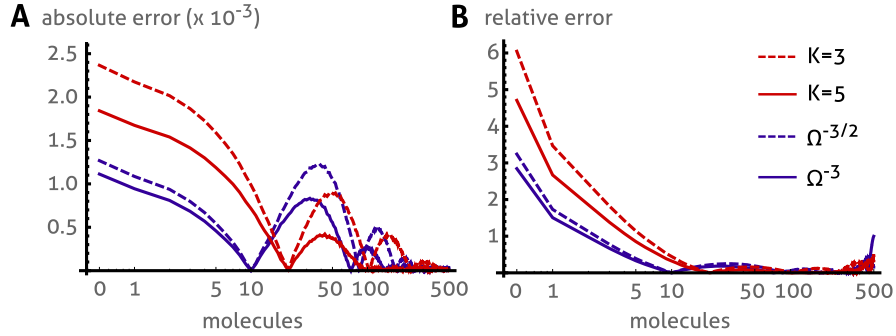 A absolute error (x 10⁻³)
2.5
2.0
1.5
1.0
0.5
0 1 5 10 50 100 500
molecules
B relative error
6
5
4
3
2
1
0 1 5 10 50 100 500
molecules
K=3
K=5
Ω⁻³/²
Ω⁻³